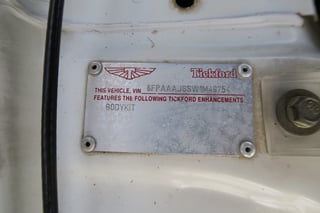 Tickford
THIS VEHICLE, VIN
FEATURES THE FOLLOWING TICKFORD ENHANCEMENTS
BODYKIT